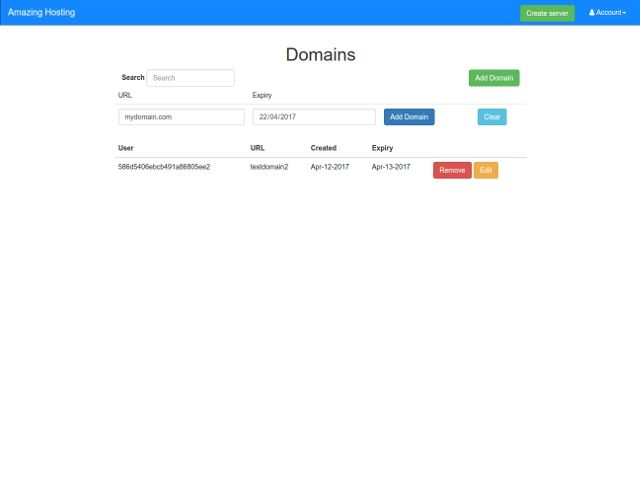 Amazing Hosting Create server Account
Domains
Search Search Add Domain
URL Expiry
mydomain.com 22/04/2017 Add Domain Clear
User URL Created Expiry
586d5406ebcb491a86805ee2 testdomain2 Apr-12-2017 Apr-13-2017 Remove Edit